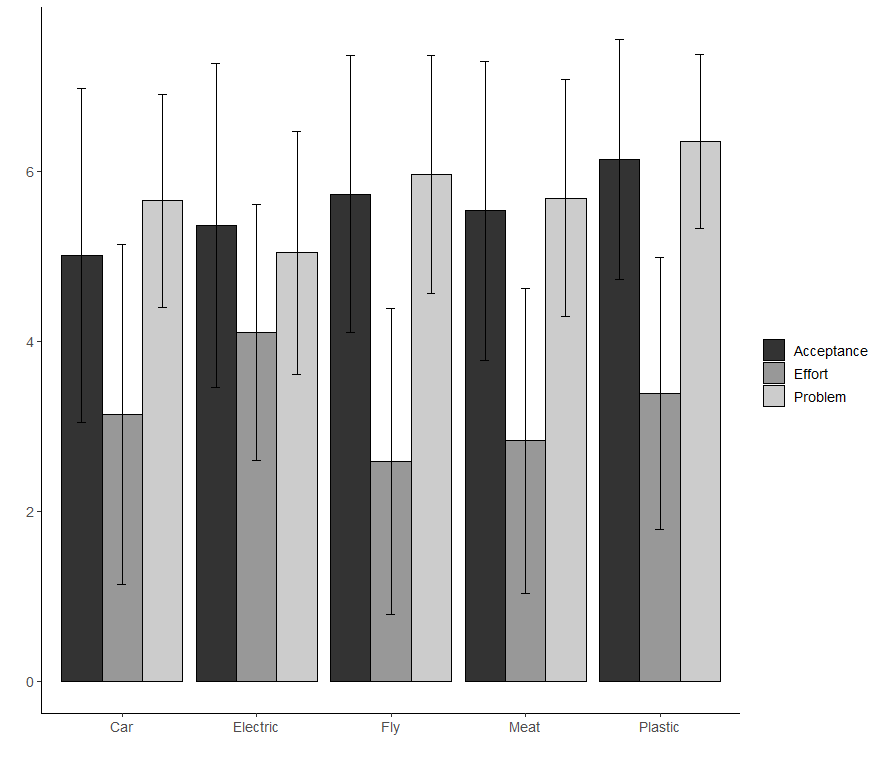 6
4
2
0
Car Electric Fly Meat Plastic
Acceptance
Effort
Problem